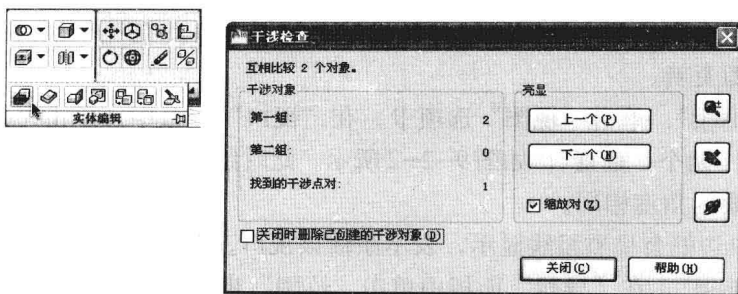 实体编辑
干涉检查
互相比较 2 个对象。
干涉对象
第一组: 2
第二组: 0
找到的干涉点对: 1
关闭时删除已创建的干涉对象(D)
亮显
上一个(P)
下一个(N)
缩放对(Z)
关闭(C)
帮助(H)